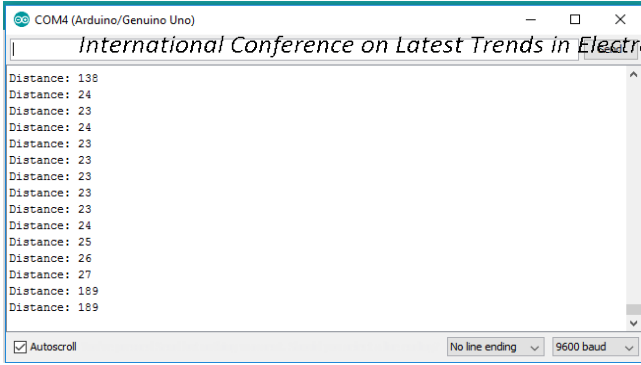 COM4 (Arduino/Genuino Uno)
International Conference on Latest Trends in Electr
Distance: 138
Distance: 24
Distance: 23
Distance: 24
Distance: 23
Distance: 23
Distance: 23
Distance: 23
Distance: 23
Distance: 24
Distance: 25
Distance: 26
Distance: 27
Distance: 189
Distance: 189
Autoscroll
No line ending
9600 baud